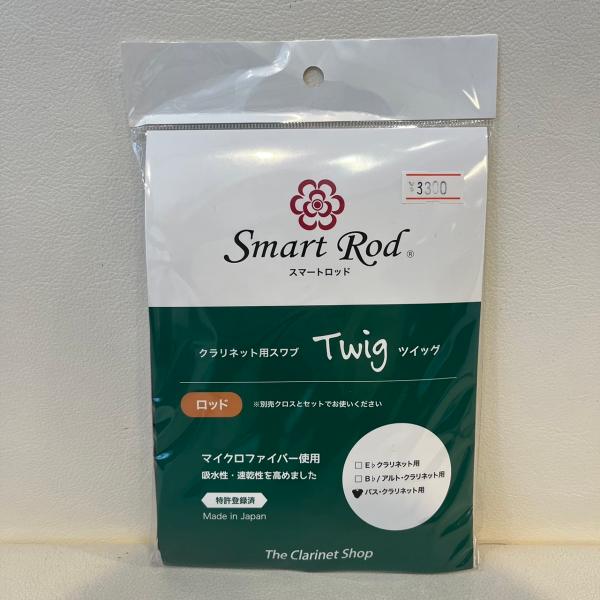 ¥3300
Smart Rod®
スマートロッド
クラリネット用スワブ Twig ツイッグ
ロッド ※別売クロスとセットでお使いください
マイクロファイバー使用
吸水性・速乾性を高めました
特許登録済
Made in Japan
□ E♭クラリネット用
□ B♭/アルト・クラリネット用
バス・クラリネット用
The Clarinet Shop